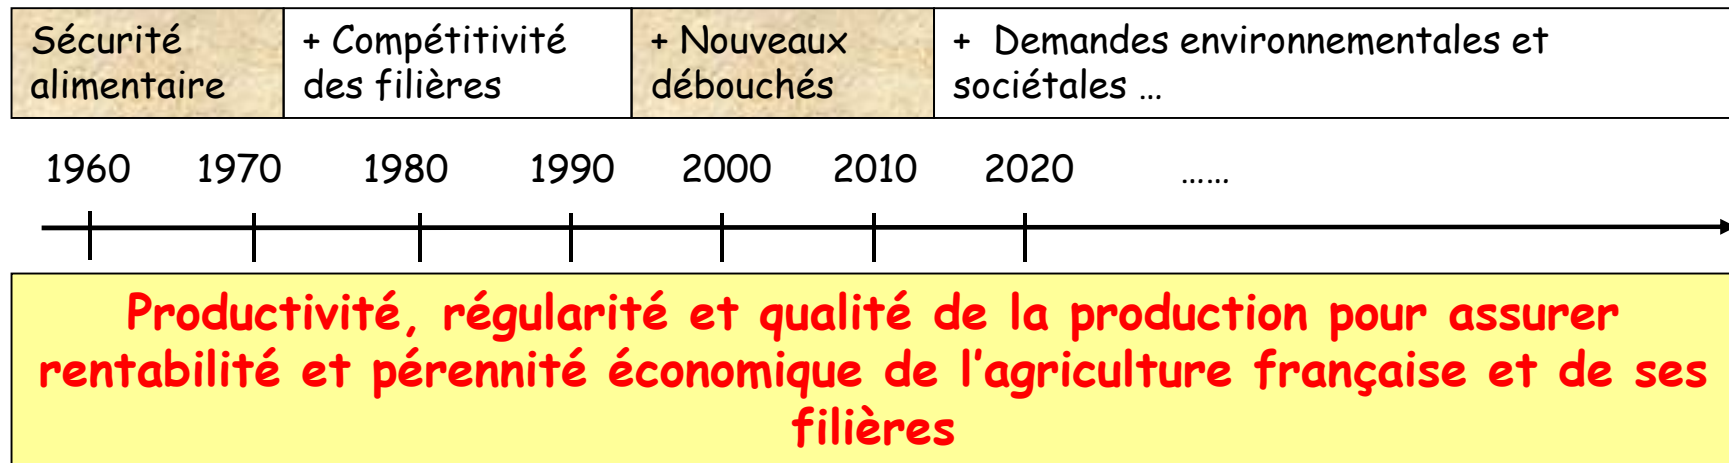 Sécurité alimentaire
+ Compétitivité des filières
+ Nouveaux débouchés
+ Demandes environnementales et sociétales ...
1960 1970 1980 1990 2000 2010 2020 ......
Productivité, régularité et qualité de la production pour assurer
rentabilité et pérennité économique de l'agriculture française et de ses
filières